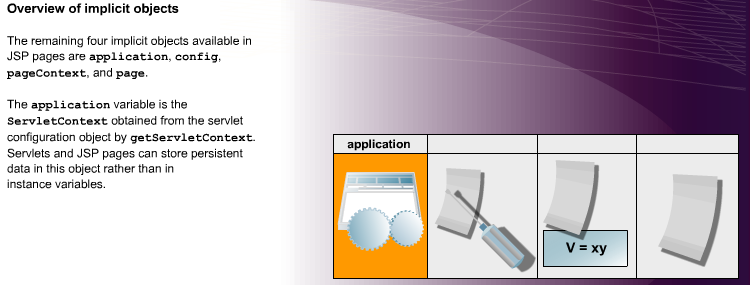 Overview of implicit objects
The remaining four implicit objects available in
JSP pages are application, config,
pageContext, and page.
The application variable is the
ServletContext obtained from the servlet
configuration object by getServletContext.
Servlets and JSP pages can store persistent
data in this object rather than in
instance variables.
application
V = xy